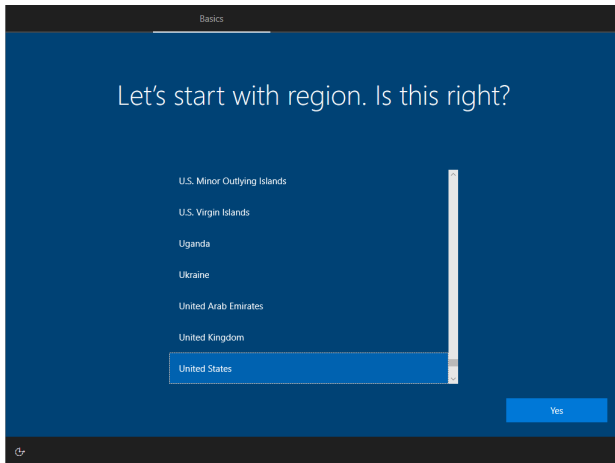 Basics
Let's start with region. Is this right?
U.S. Minor Outlying Islands
U.S. Virgin Islands
Uganda
Ukraine
United Arab Emirates
United Kingdom
United States
Yes